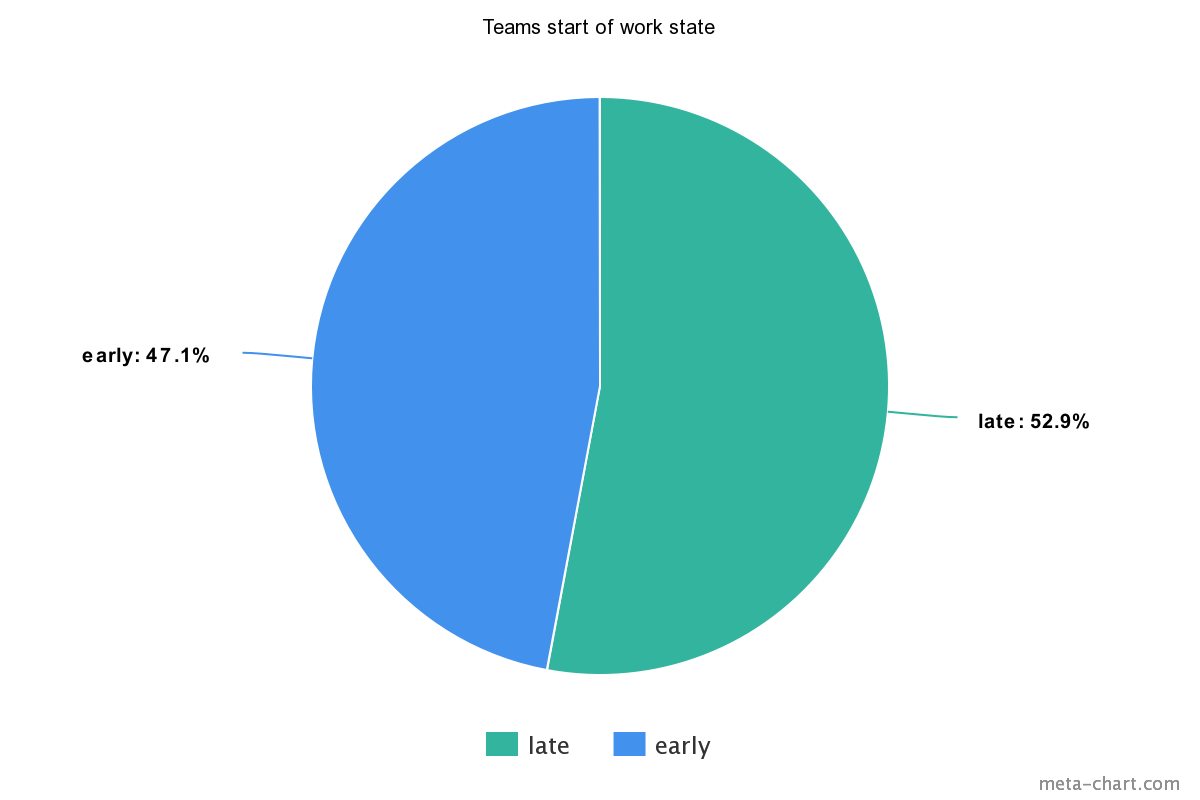 Teams start of work state
early: 47.1%
late: 52.9%
late
early
meta-chart.com